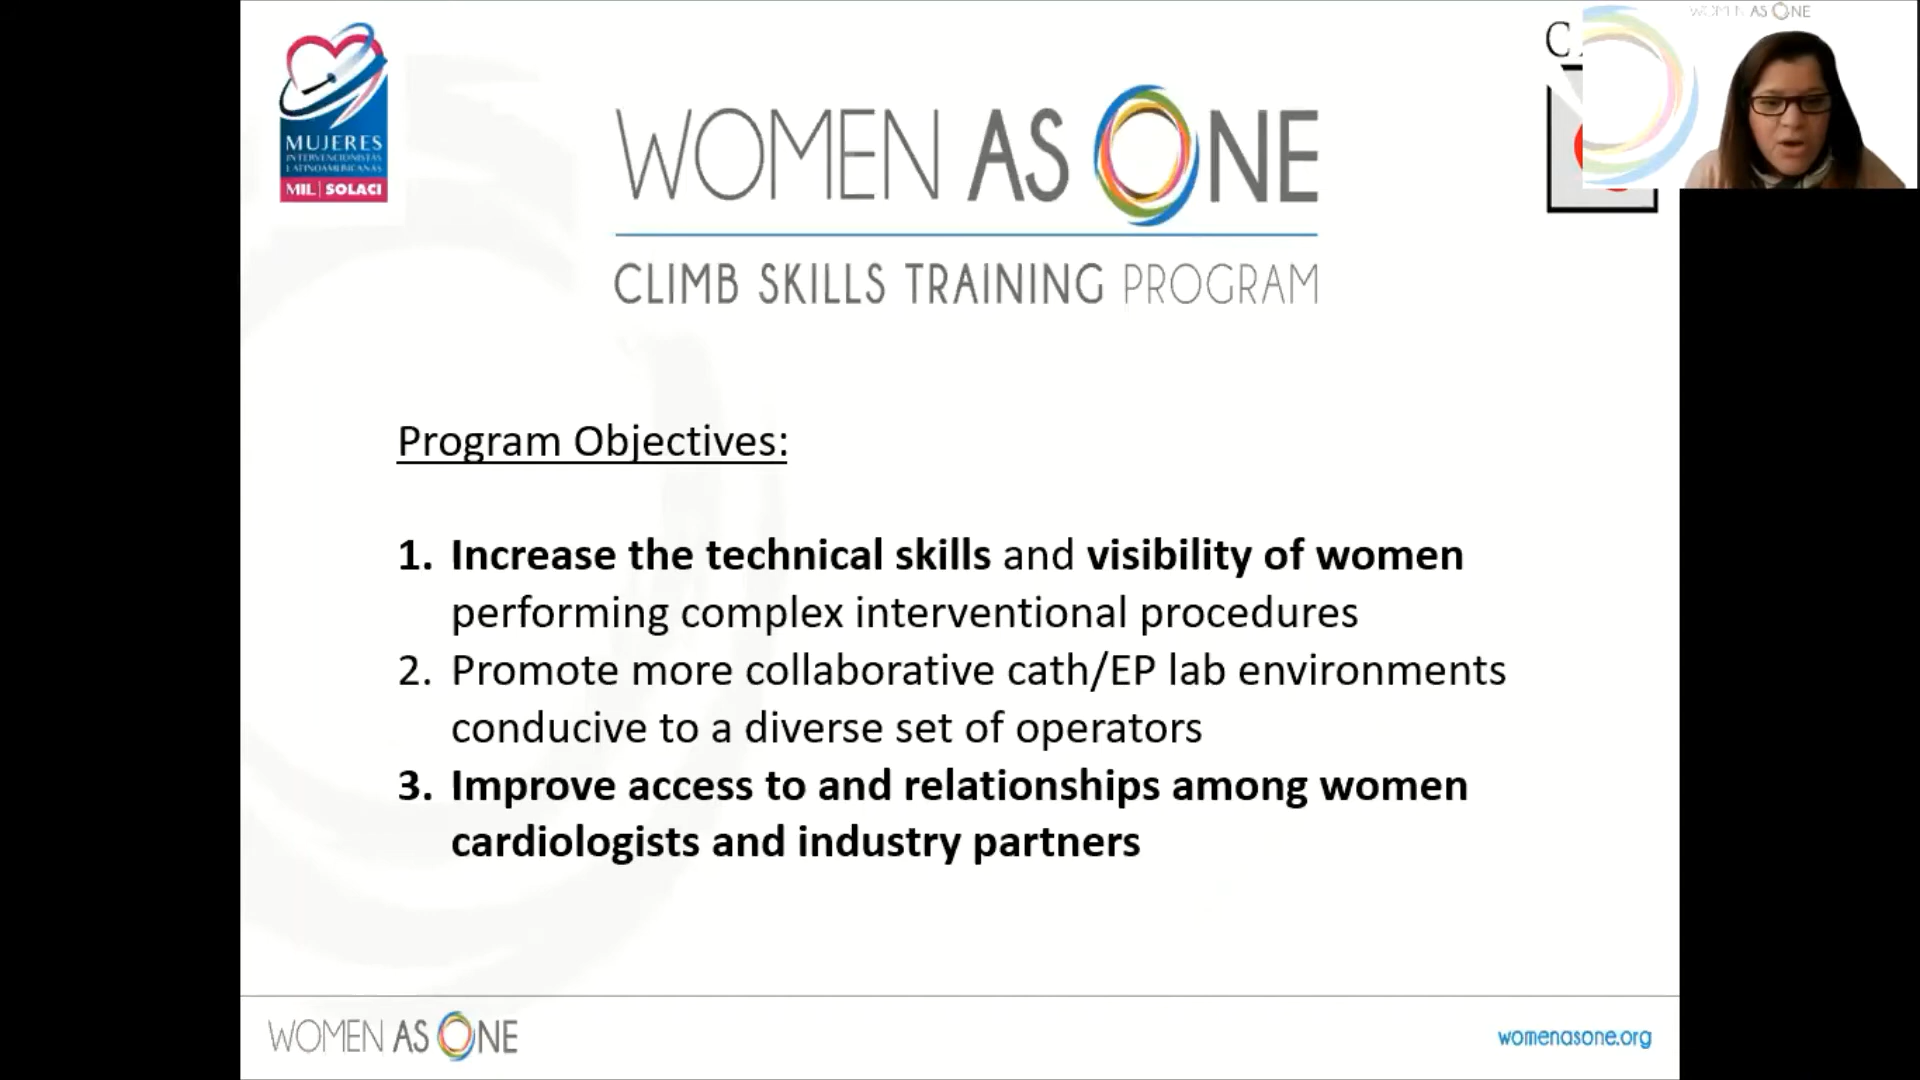 WOMEN AS ONE
MUJERES
INTERVENCIONISTAS
LATINOAMERICANAS
MIL | SOLACI
WOMEN AS ONE
CLIMB SKILLS TRAINING PROGRAM
Program Objectives:
1. Increase the technical skills and visibility of women
performing complex interventional procedures
2. Promote more collaborative cath/EP lab environments
conducive to a diverse set of operators
3. Improve access to and relationships among women
cardiologists and industry partners
WOMEN AS ONE
womenasone.org